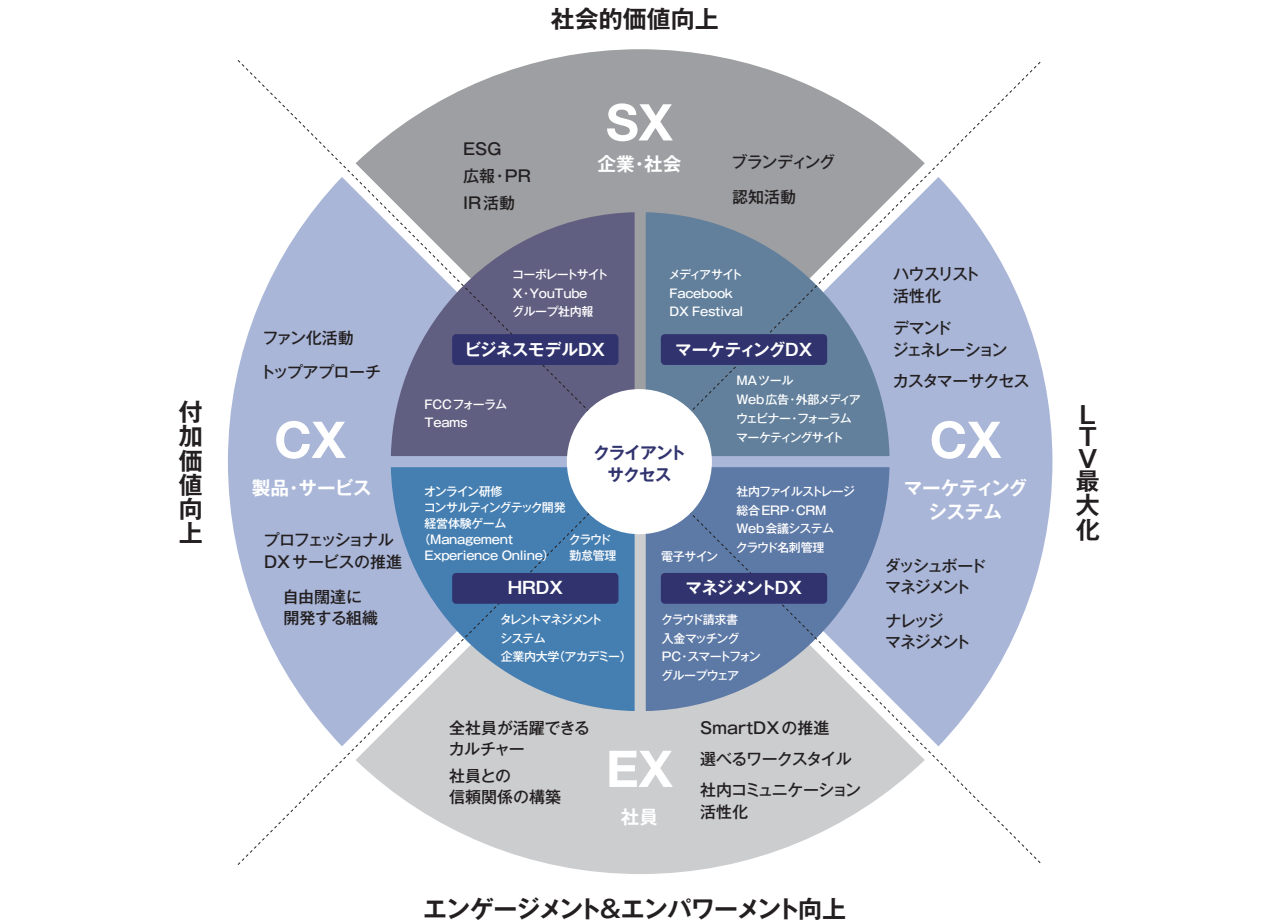 社会的価値向上
SX
企業・社会
ESG
広報・PR
IR活動
ブランディング
認知活動
コーポレートサイト
X・YouTube
グループ社内報
ビジネスモデルDX
FCCフォーラム
Teams
メディアサイト
Facebook
DX Festival
マーケティングDX
MAツール
Web広告・外部メディア
ウェビナー・フォーラム
マーケティングサイト
付加価値向上
ファン化活動
トップアプローチ
CX
製品・サービス
プロフェッショナル
DXサービスの推進
自由闊達に
開発する組織
クライアント
サクセス
ハウスリスト
活性化
デマンド
ジェネレーション
カスタマーサクセス
CX
マーケティング
システム
ダッシュボード
マネジメント
ナレッジ
マネジメント
LTV最大化
オンライン研修
コンサルティングテック開発
経営体験ゲーム
（Management
Experience Online）
クラウド
勤怠管理
HRDX
タレントマネジメント
システム
企業内大学（アカデミー）
社内ファイルストレージ
総合ERP・CRM
Web会議システム
クラウド名刺管理
電子サイン
マネジメントDX
クラウド請求書
入金マッチング
PC・スマートフォン
グループウェア
全社員が活躍できる
カルチャー
社員との
信頼関係の構築
EX
社員
SmartDXの推進
選べるワークスタイル
社内コミュニケーション
活性化
エンゲージメント&エンパワーメント向上